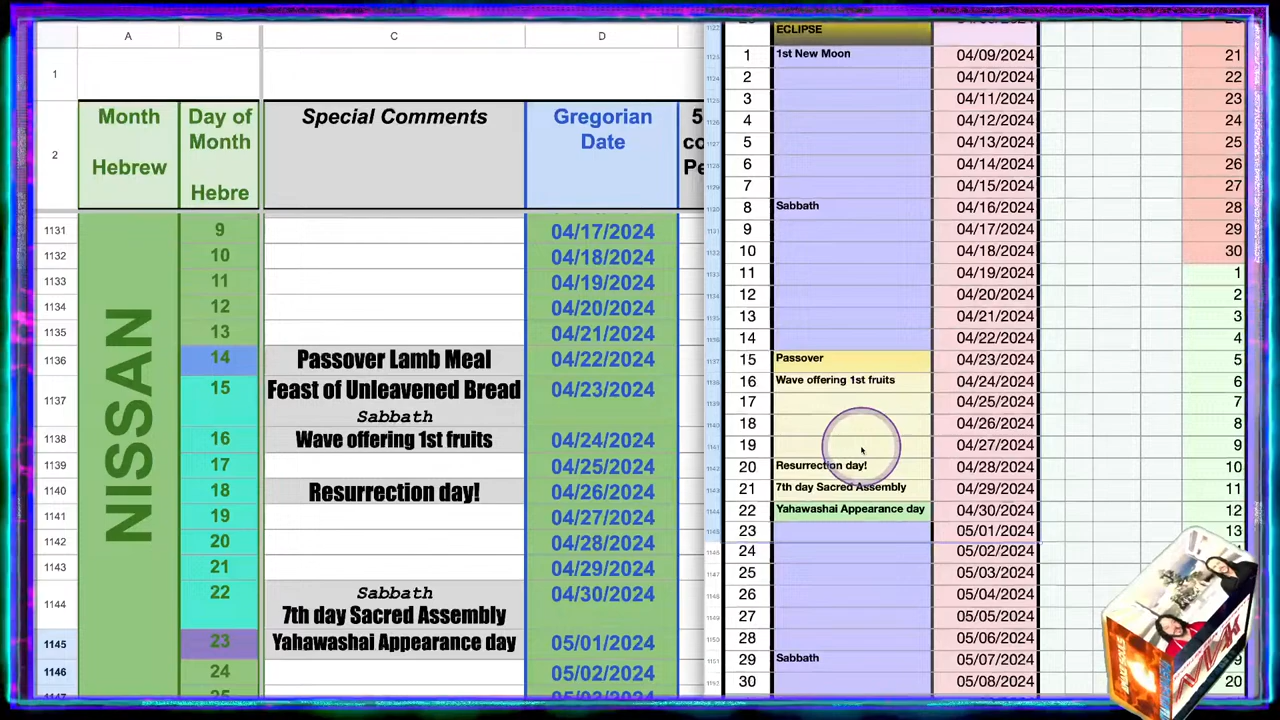 A B C D
1
2 Month Hebrew Day of Month Hebre Special Comments Gregorian Date
1131 9 04/17/2024
1132 10 04/18/2024
1133 11 04/19/2024
1134 12 04/20/2024
1135 13 04/21/2024
1136 14 Passover Lamb Meal 04/22/2024
1137 15 Feast of Unleavened Bread 04/23/2024
Sabbath
1138 16 Wave offering 1st fruits 04/24/2024
1139 17 04/25/2024
1140 18 Resurrection day! 04/26/2024
1141 19 04/27/2024
1142 20 04/28/2024
1143 21 04/29/2024
1144 22 Sabbath 04/30/2024
7th day Sacred Assembly
1145 23 Yahawashai Appearance day 05/01/2024
1146 24 05/02/2024
NISSAN
ECLIPSE
1 1st New Moon 04/09/2024 21
2 04/10/2024 22
3 04/11/2024 23
4 04/12/2024 24
5 04/13/2024 25
6 04/14/2024 26
7 04/15/2024 27
8 Sabbath 04/16/2024 28
9 04/17/2024 29
10 04/18/2024 30
11 04/19/2024 1
12 04/20/2024 2
13 04/21/2024 3
14 04/22/2024 4
15 Passover 04/23/2024 5
16 Wave offering 1st fruits 04/24/2024 6
17 04/25/2024 7
18 04/26/2024 8
19 04/27/2024 9
20 Resurrection day! 04/28/2024 10
21 7th day Sacred Assembly 04/29/2024 11
22 Yahawashai Appearance day 04/30/2024 12
23 05/01/2024 13
24 05/02/2024
25 05/03/2024
26 05/04/2024
27 05/05/2024
28 05/06/2024
29 Sabbath 05/07/2024
30 05/08/2024 20